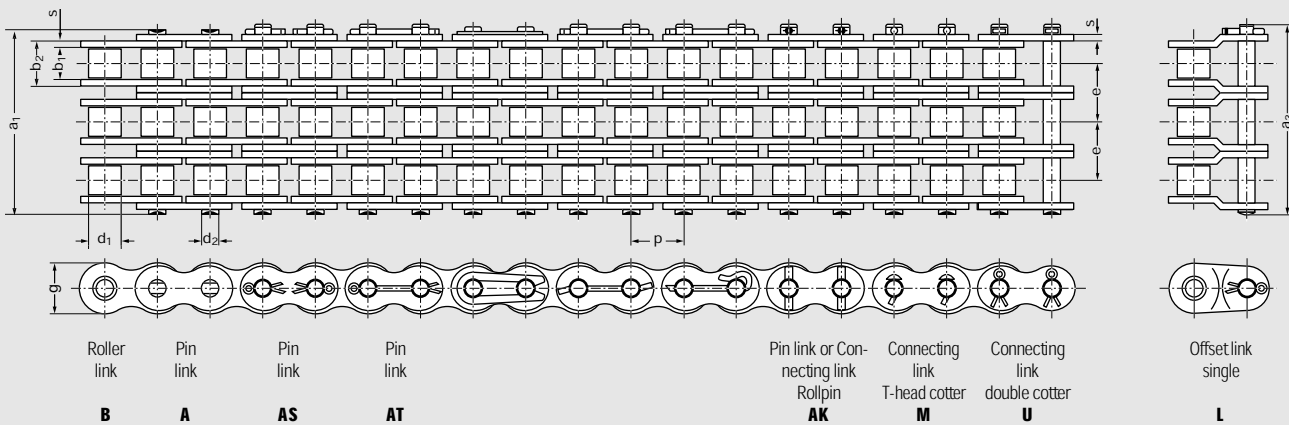 s
b₂
b₁
a₁
s
e
e
a₃
d₁
d₂
p
g
Roller
link
B
Pin
link
A
Pin
link
AS
Pin
link
AT
Pin link or Con-
necting link
Rollpin
AK
Connecting
link
T-head cotter
M
Connecting
link
double cotter
U
Offset link
single
L